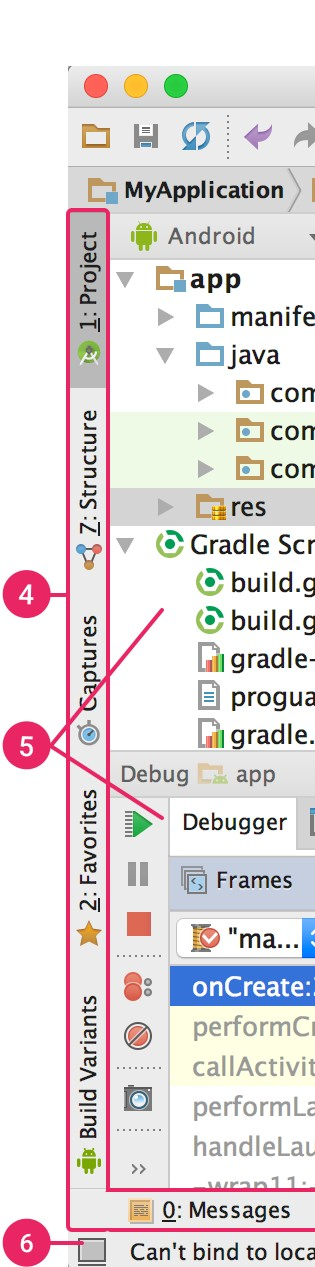 MyApplication
Android
1: Project
app
manife
java
com
com
com
res
7: Structure
Gradle Scr
build.g
build.g
gradle-
progua
gradle.
4
Captures
5
Debug app
2: Favorites
Debugger
Frames
"ma...
onCreate:
performCr
callActivit
performLa
handleLau
-wrap11:-
Build Variants
>>
0: Messages
6
Can't bind to loca